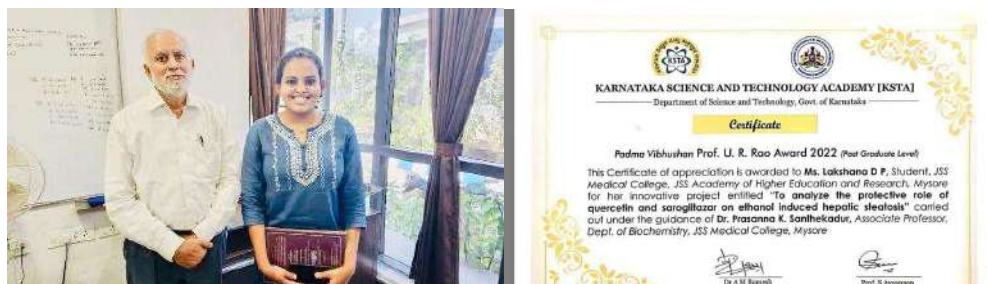 KSTA
KARNATAKA SCIENCE AND TECHNOLOGY ACADEMY [KSTA]
Department of Science and Technology, Govt. of Karnataka
Certificate
Padma Vibhushan Prof. U. R. Rao Award 2022 (Post Graduate Level)
This Certificate of appreciation is awarded to Ms. Lakshana D P, Student, JSS
Medical College, JSS Academy of Higher Education and Research, Mysore
for her innovative project entitled "To analyze the protective role of
quercetin and saroglitazar on ethanol induced hepatic steatosis" carried
out under the guidance of Dr. Prasanna K. Santhekadur, Associate Professor,
Dept. of Biochemistry, JSS Medical College, Mysore
Dr A.M. Ramesh